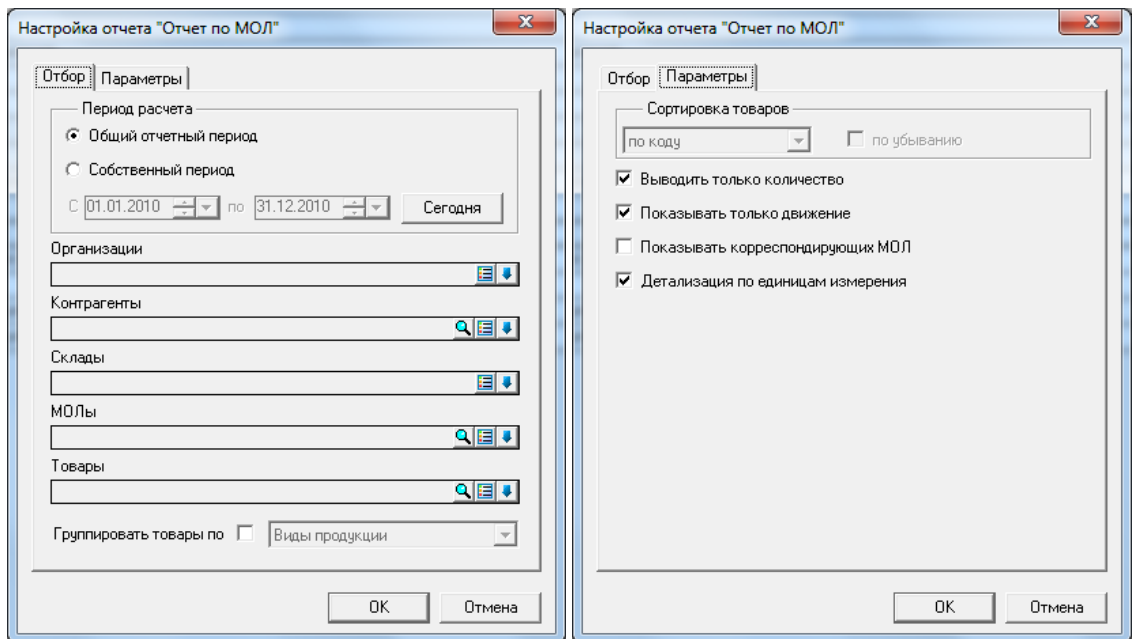 Настройка отчета "Отчет по МОЛ"
Отбор Параметры
Период расчета
Общий отчетный период
Собственный период
С 01.01.2010 по 31.12.2010 Сегодня
Организации
Контрагенты
Склады
МОЛы
Товары
Группировать товары по Виды продукции
OK Отмена
Настройка отчета "Отчет по МОЛ"
Отбор Параметры
Сортировка товаров
по коду по убыванию
Выводить только количество
Показывать только движение
Показывать корреспондирующих МОЛ
Детализация по единицам измерения
OK Отмена